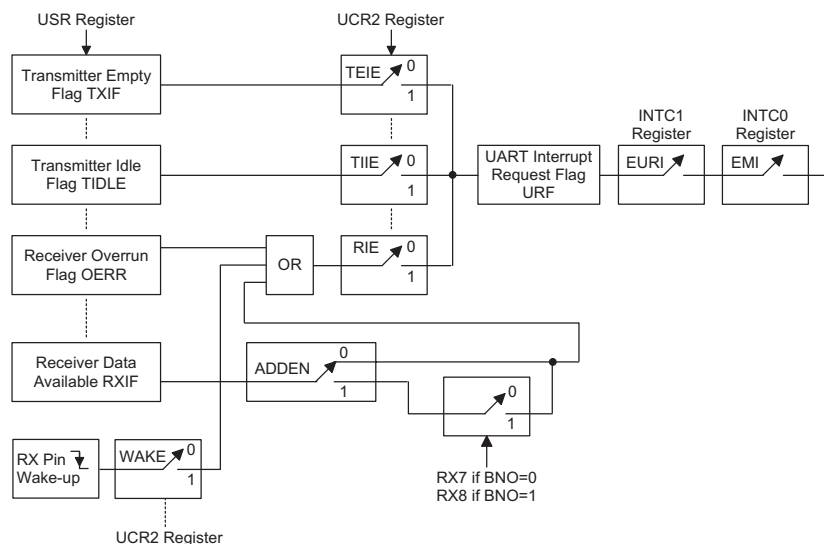 USR Register
UCR2 Register
Transmitter Empty
Flag TXIF
TEIE
0
1
INTC1
Register
INTC0
Register
Transmitter Idle
Flag TIDLE
TIIE
0
1
UART Interrupt
Request Flag
URF
EURI
EMI
Receiver Overrun
Flag OERR
OR
RIE
0
1
Receiver Data
Available RXIF
ADDEN
0
1
0
1
RX Pin
Wake-up
WAKE
0
1
RX7 if BNO=0
RX8 if BNO=1
UCR2 Register